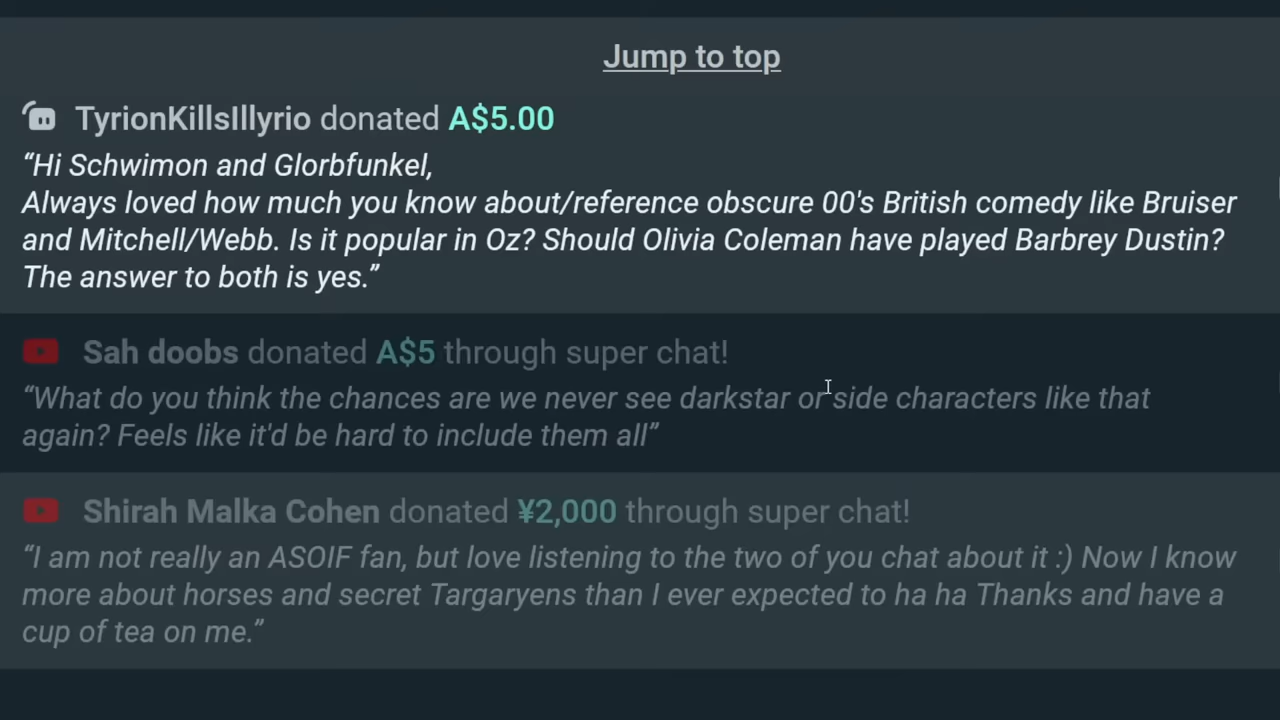 Jump to top
TyrionKillsIllyrio donated A$5.00
“Hi Schwimon and Glorbfunkel,
Always loved how much you know about/reference obscure 00's British comedy like Bruiser
and Mitchell/Webb. Is it popular in Oz? Should Olivia Coleman have played Barbrey Dustin?
The answer to both is yes.”
Sah doobs donated A$5 through super chat!
“What do you think the chances are we never see darkstar or side characters like that
again? Feels like it'd be hard to include them all”
Shirah Malka Cohen donated ¥2,000 through super chat!
“I am not really an ASOIF fan, but love listening to the two of you chat about it :) Now I know
more about horses and secret Targaryens than I ever expected to ha ha Thanks and have a
cup of tea on me.”